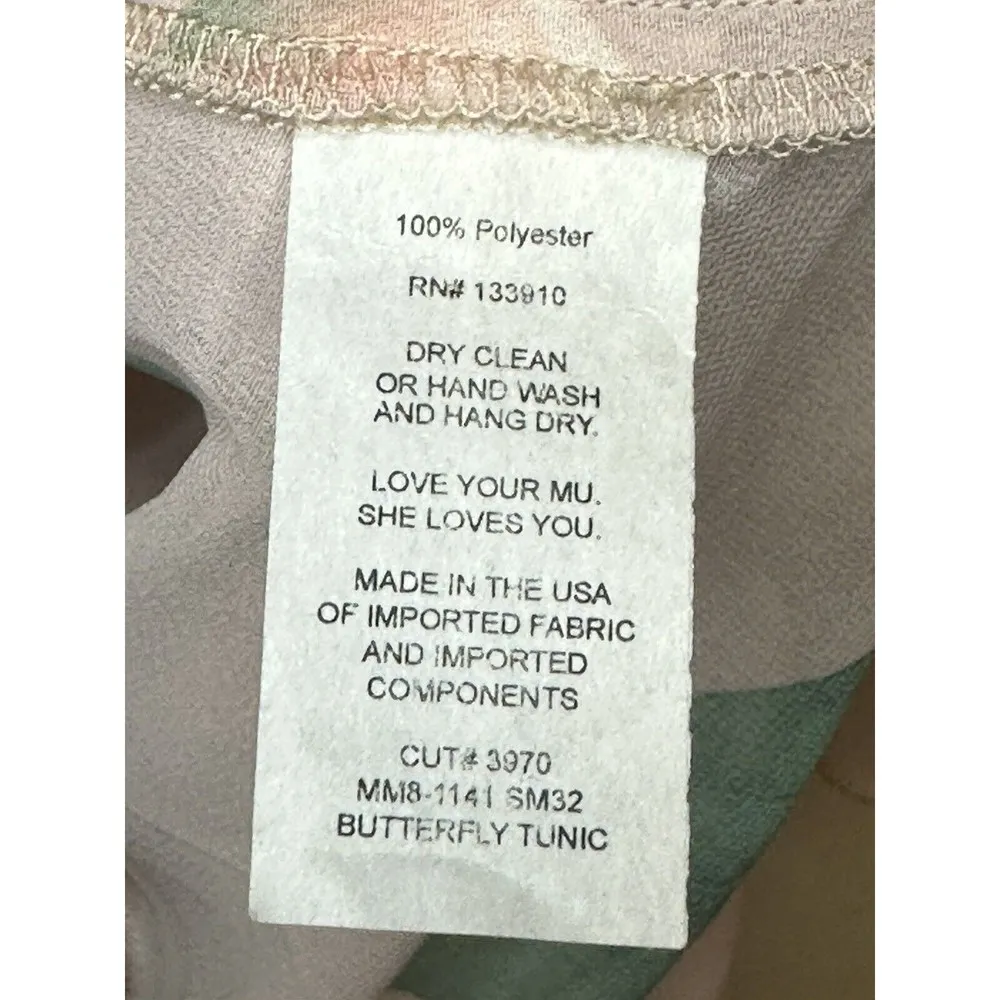 100% Polyester
RN# 133910
DRY CLEAN
OR HAND WASH
AND HANG DRY.
LOVE YOUR MU.
SHE LOVES YOU.
MADE IN THE USA
OF IMPORTED FABRIC
AND IMPORTED
COMPONENTS
CUT# 3970
MM8-1141 SM32
BUTTERFLY TUNIC